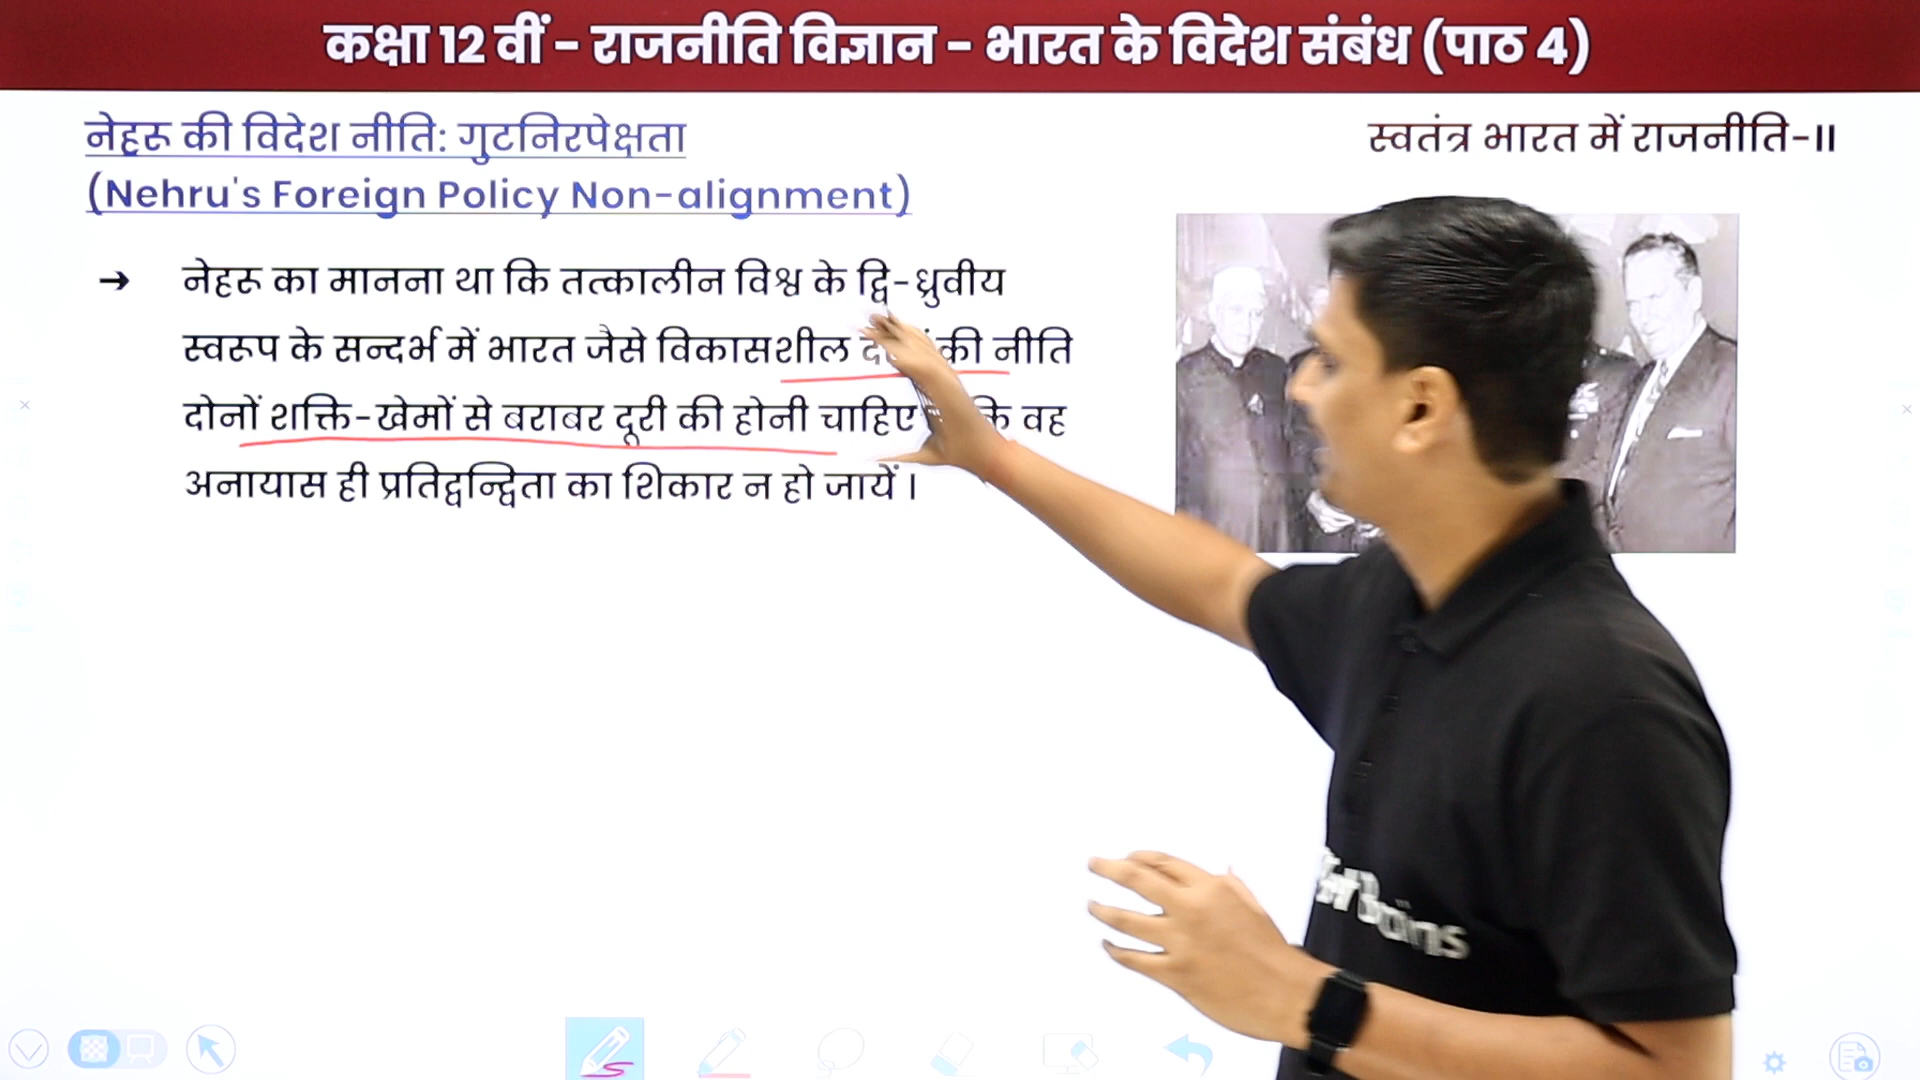 कक्षा 12 वीं - राजनीति विज्ञान - भारत के विदेश संबंध (पाठ 4)
नेहरू की विदेश नीति: गुटनिरपेक्षता
(Nehru's Foreign Policy Non-alignment)
स्वतंत्र भारत में राजनीति-II
→ नेहरू का मानना था कि तत्कालीन विश्व के द्वि-ध्रुवीय
स्वरूप के सन्दर्भ में भारत जैसे विकासशील की नीति
दोनों शक्ति-खेमों से बराबर दूरी की होनी चाहिए वह
अनायास ही प्रतिद्वन्द्विता का शिकार न हो जायें।